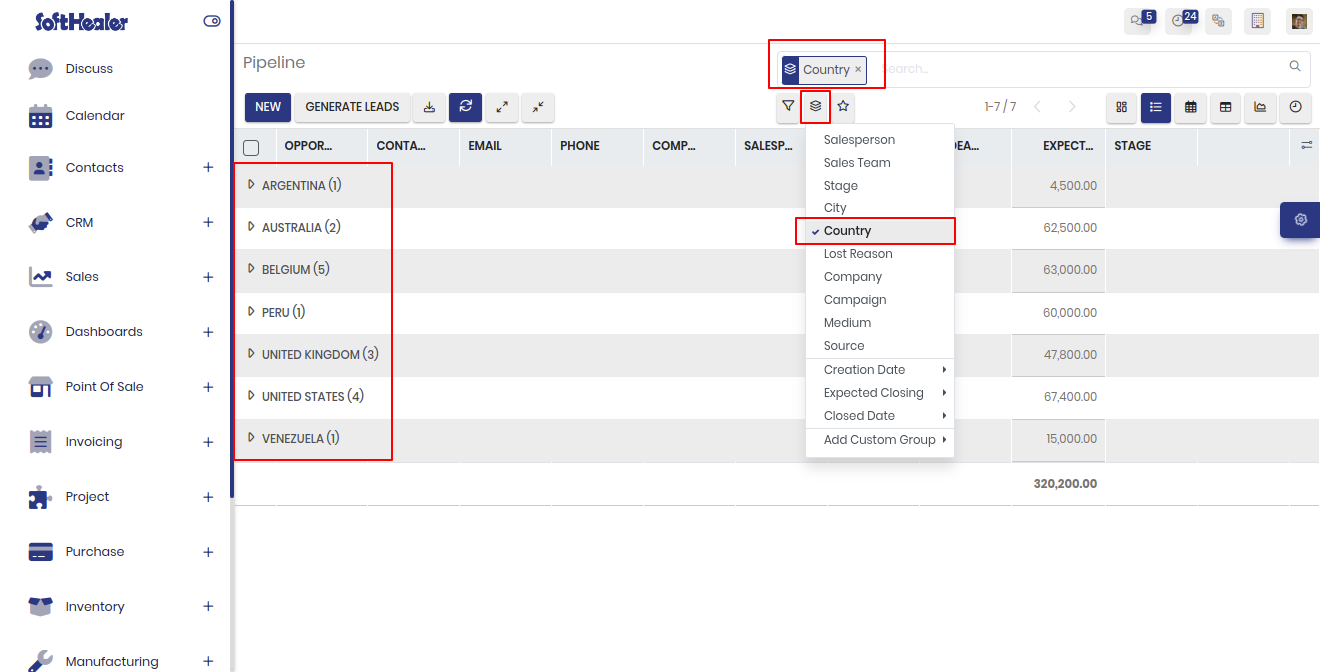 SoftHealer
5
24
Discuss
Calendar
Contacts +
CRM +
Sales +
Dashboards +
Point Of Sale +
Invoicing +
Project +
Purchase +
Inventory +
Manufacturing +
Pipeline
Country ×
Search...
NEW
GENERATE LEADS
1-7 / 7
OPPOR... CONTA... EMAIL PHONE COMP... SALESP... EXPECT... STAGE
ARGENTINA (1) 4,500.00
AUSTRALIA (2) 62,500.00
BELGIUM (5) 63,000.00
PERU (1) 60,000.00
UNITED KINGDOM (3) 47,800.00
UNITED STATES (4) 67,400.00
VENEZUELA (1) 15,000.00
320,200.00
Salesperson
Sales Team
Stage
City
Country
Lost Reason
Company
Campaign
Medium
Source
Creation Date
Expected Closing
Closed Date
Add Custom Group